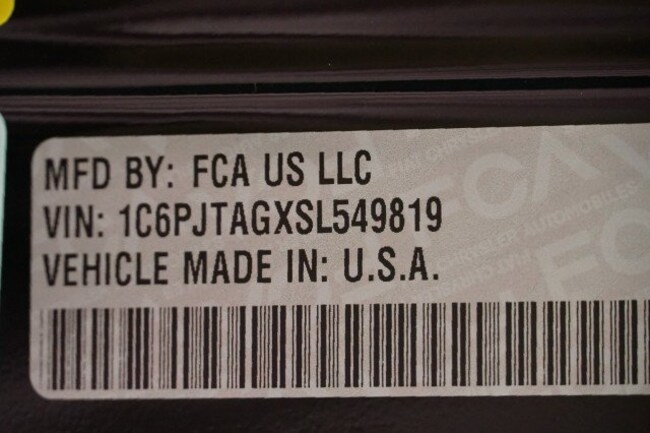 MFD BY: FCA US LLC
VIN: 1C6PJTAGXSL549819
VEHICLE MADE IN: U.S.A.